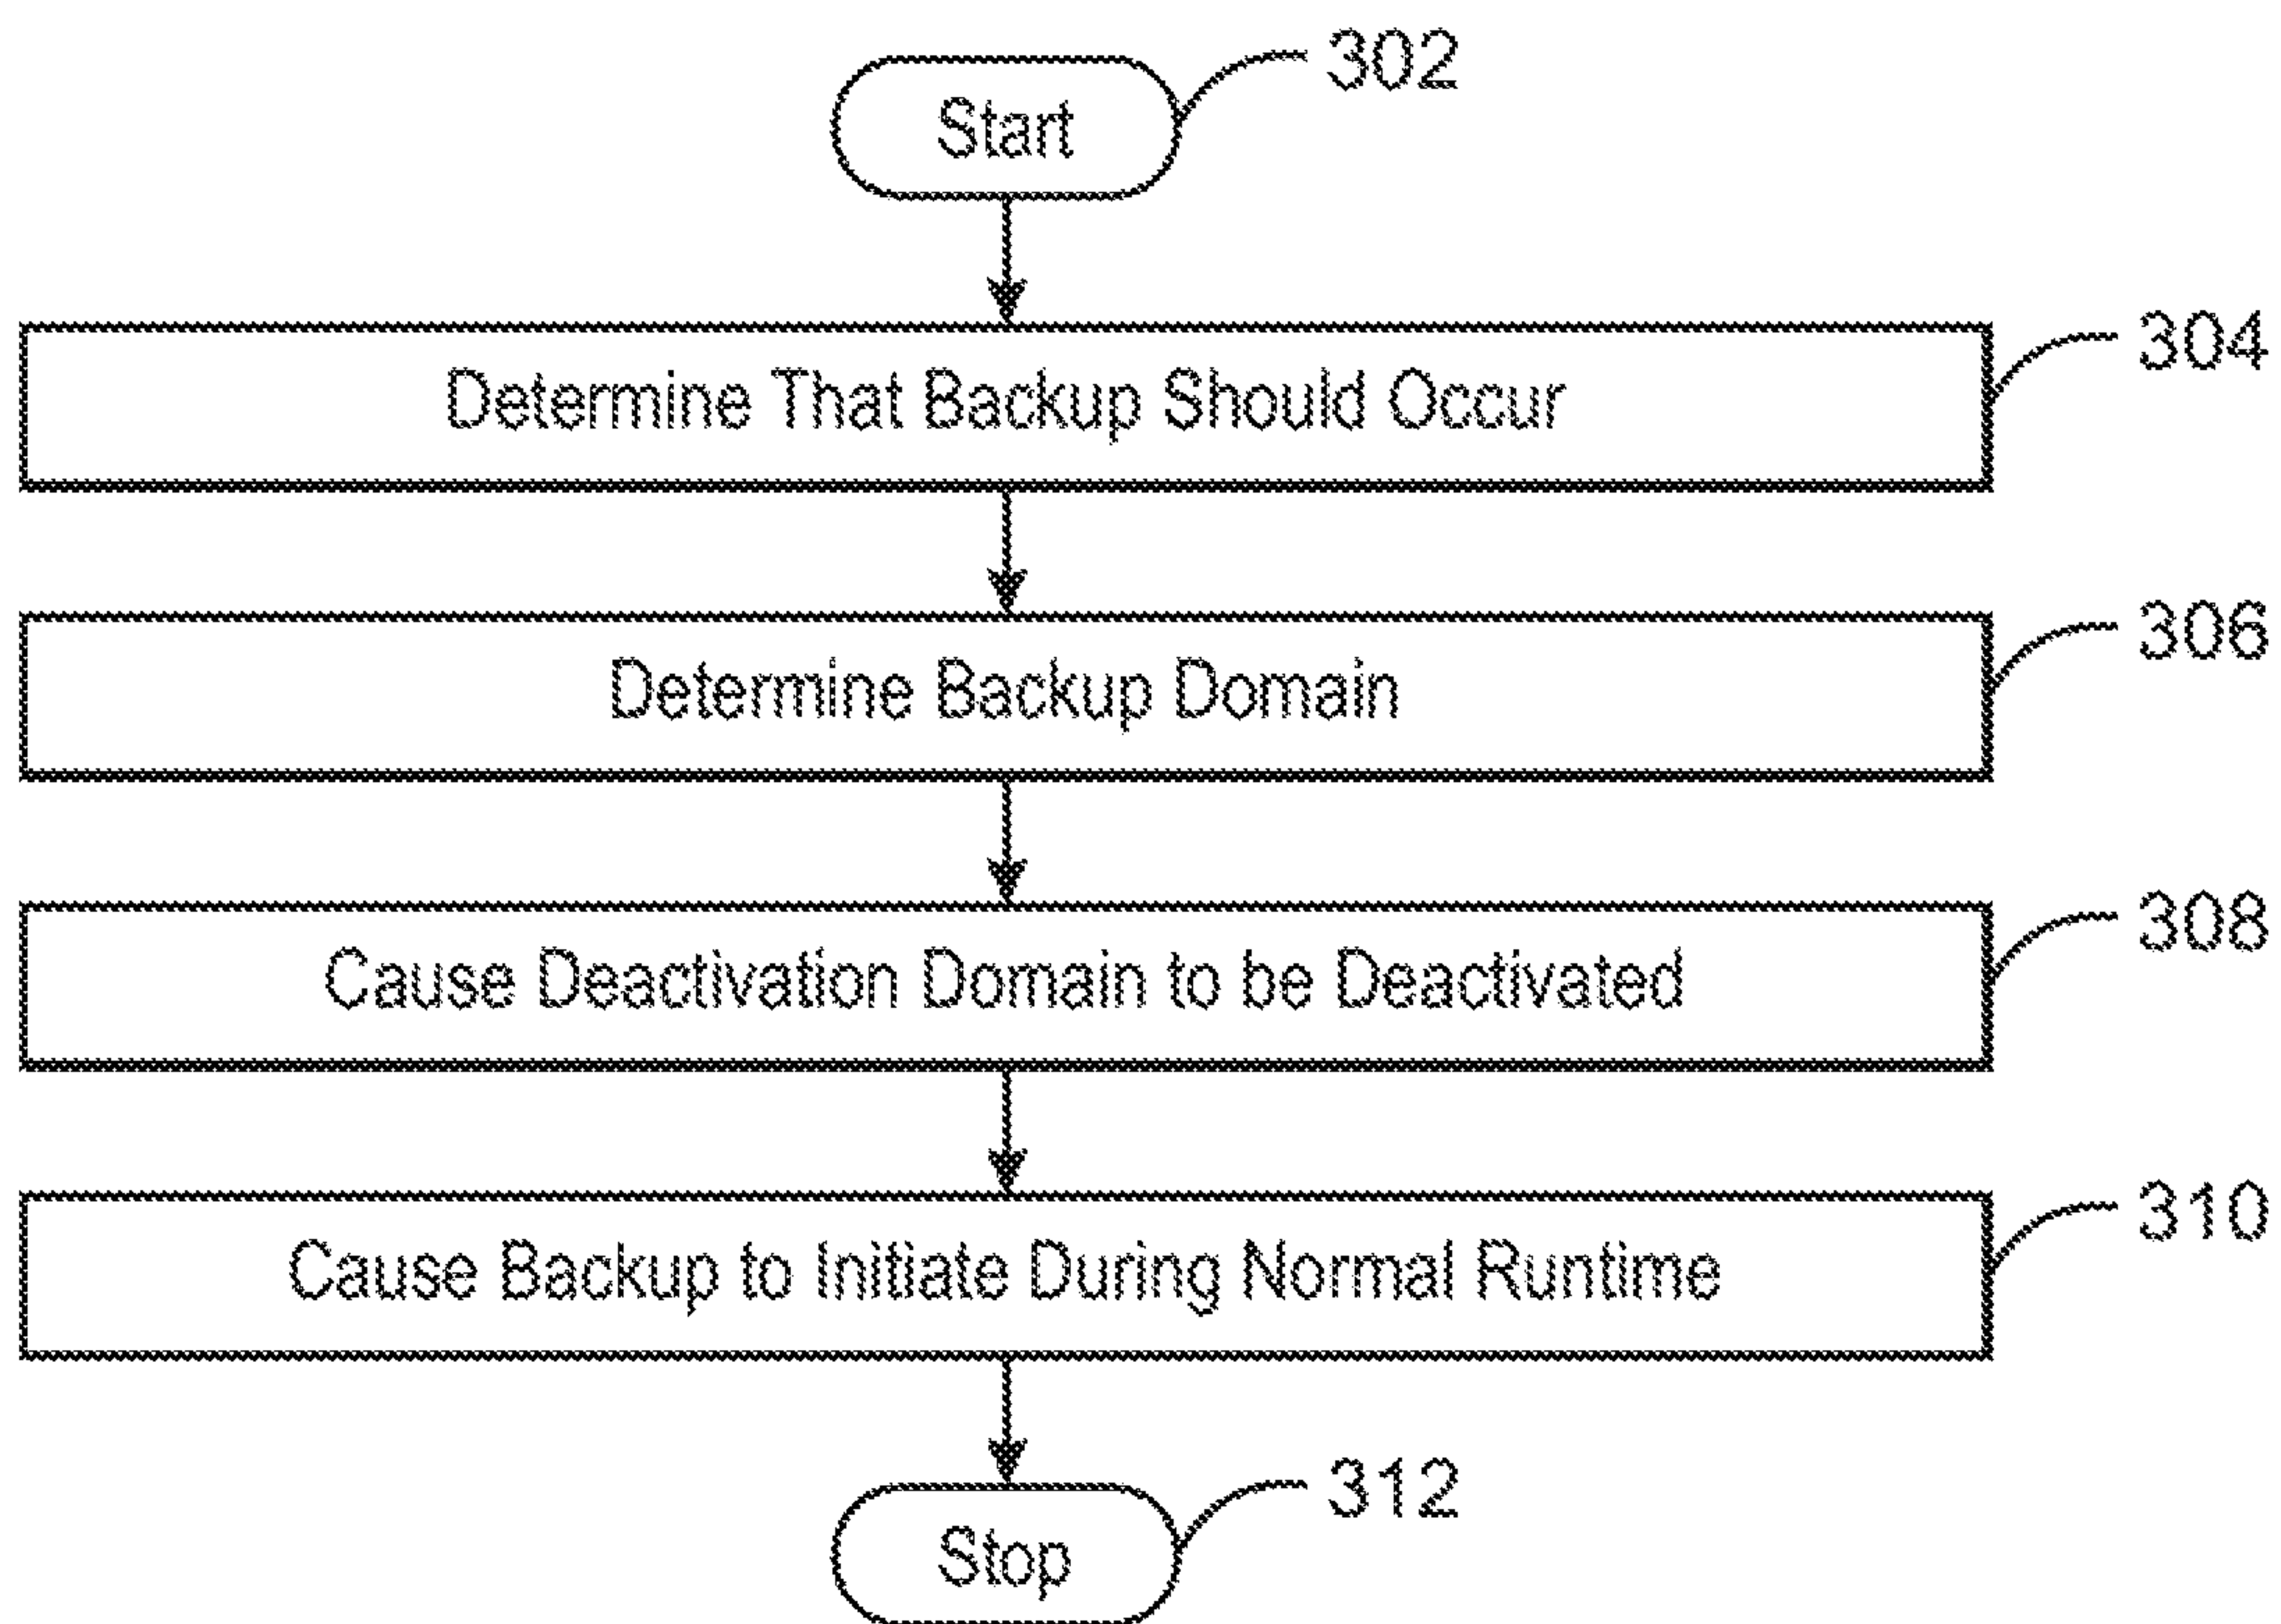 302
Start
304
Determine That Backup Should Occur
306
Determine Backup Domain
308
Cause Deactivation Domain to be Deactivated
310
Cause Backup to Initiate During Normal Runtime
312
Stop